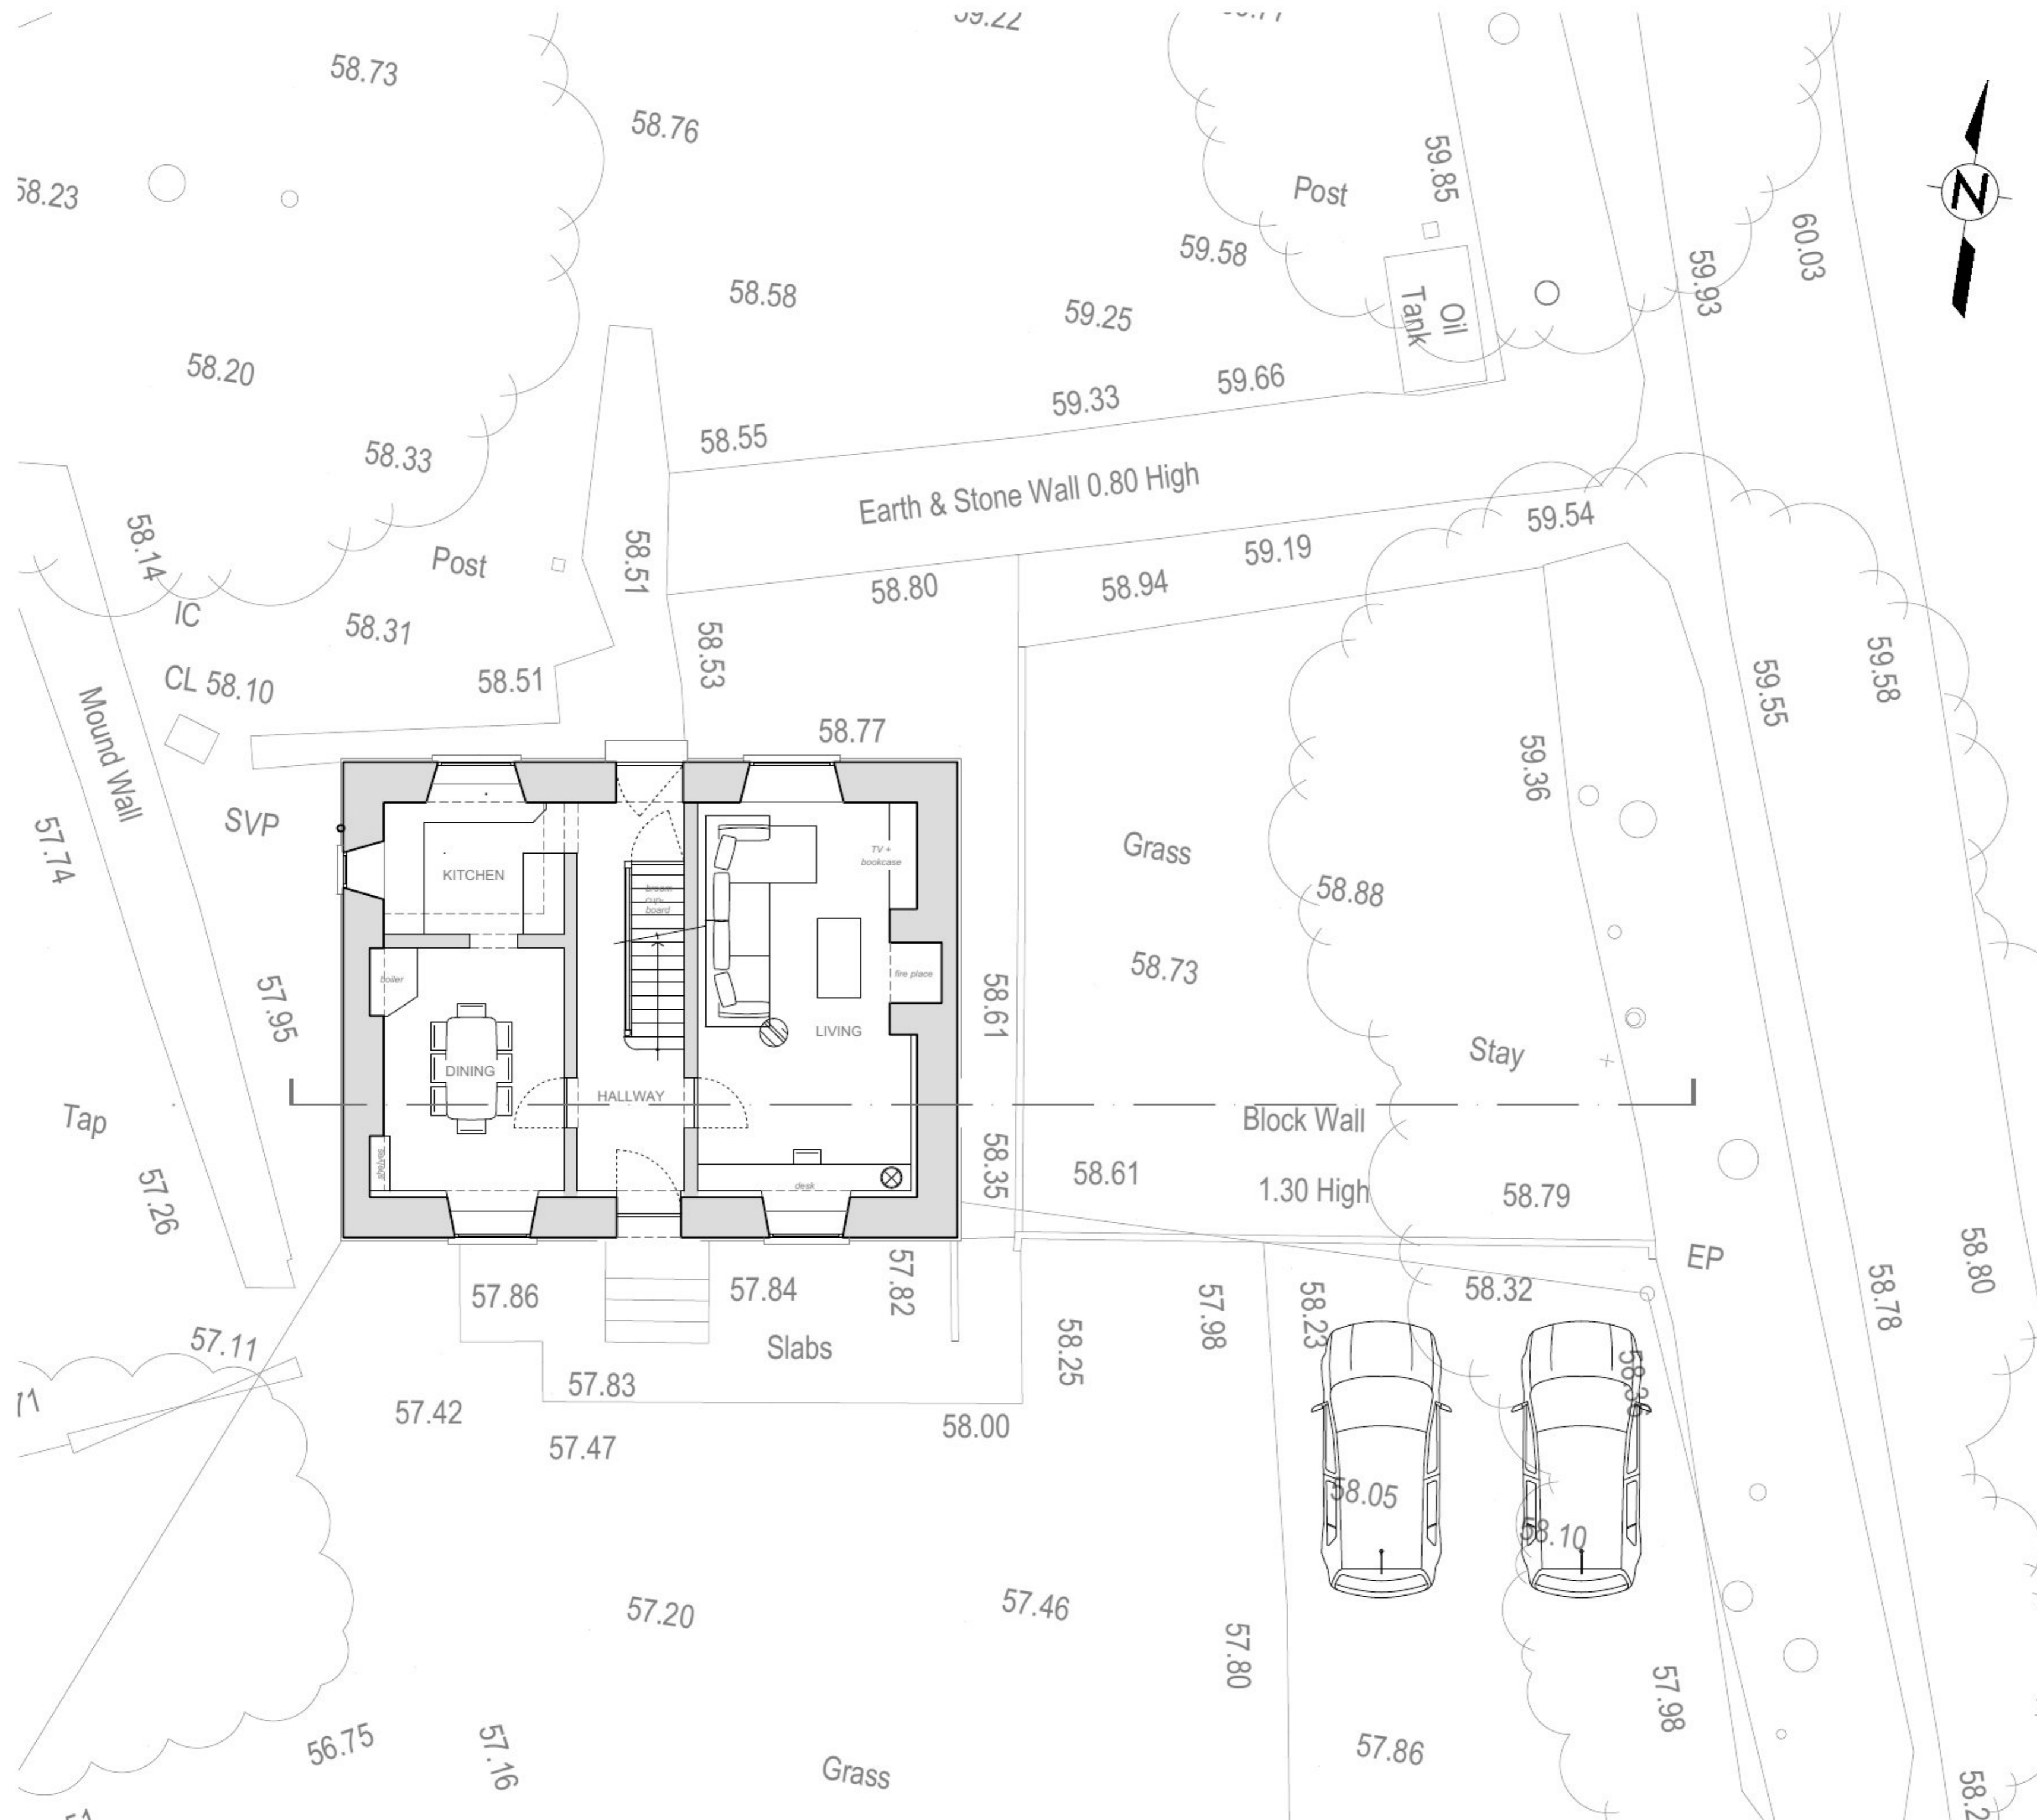 59.22
58.73
58.76
58.23
Post
59.85
N
59.58
60.03
59.93
58.58
59.25
Oil
Tank
58.20
59.66
59.33
58.55
58.33
Earth & Stone Wall 0.80 High
59.54
58.14
Post
58.51
59.19
58.80
58.94
IC
58.31
58.53
CL 58.10
58.51
59.58
59.55
Mound Wall
58.77
59.36
SVP
57.74
KITCHEN
broom
cup-
board
TV +
bookcase
Grass
58.88
boiler
fire place
58.73
57.95
58.61
LIVING
Stay
DINING
HALLWAY
Tap
Block Wall
58.35
58.61
1.30 High
58.79
57.26
shelves
desk
EP
57.86
57.84
57.82
57.98
58.23
58.32
58.78
58.80
57.11
Slabs
58.25
57.83
57.42
57.47
58.00
58.05
58.10
57.20
57.46
57.80
57.98
56.75
57.16
57.86
Grass